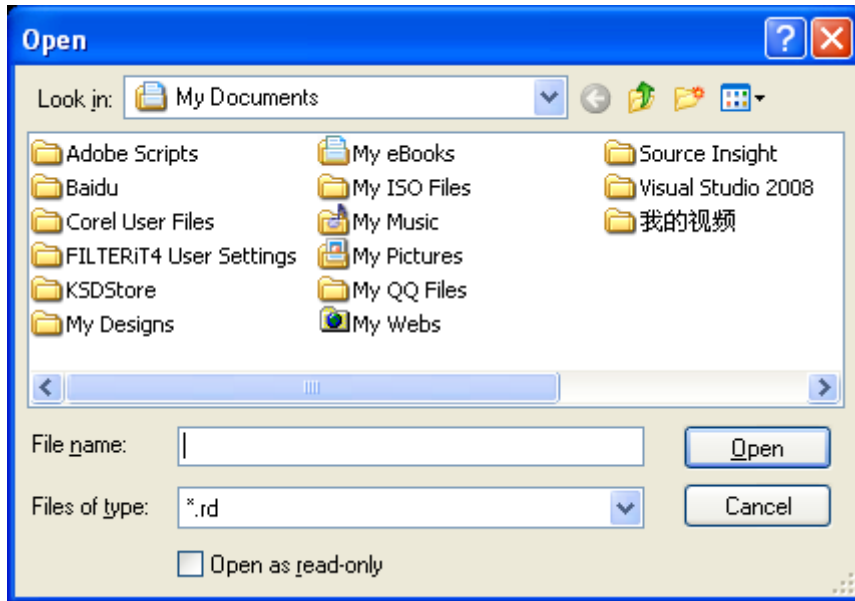 Open
Look in: My Documents
Adobe Scripts
Baidu
Corel User Files
FILTERiT4 User Settings
KSDStore
My Designs
My eBooks
My ISO Files
My Music
My Pictures
My QQ Files
My Webs
Source Insight
Visual Studio 2008
我的视频
File name:
Open
Files of type: *.rd
Cancel
Open as read-only